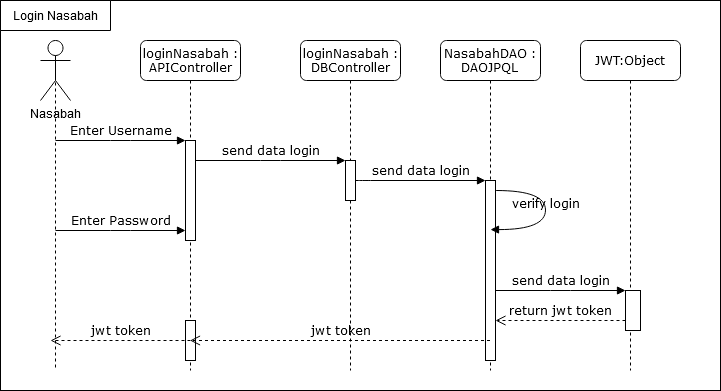 Login Nasabah
loginNasabah :
APIController
loginNasabah :
DBController
NasabahDAO :
DAOJPQL
JWT:Object
Nasabah
Enter Username
send data login
send data login
verify login
Enter Password
send data login
return jwt token
jwt token
jwt token